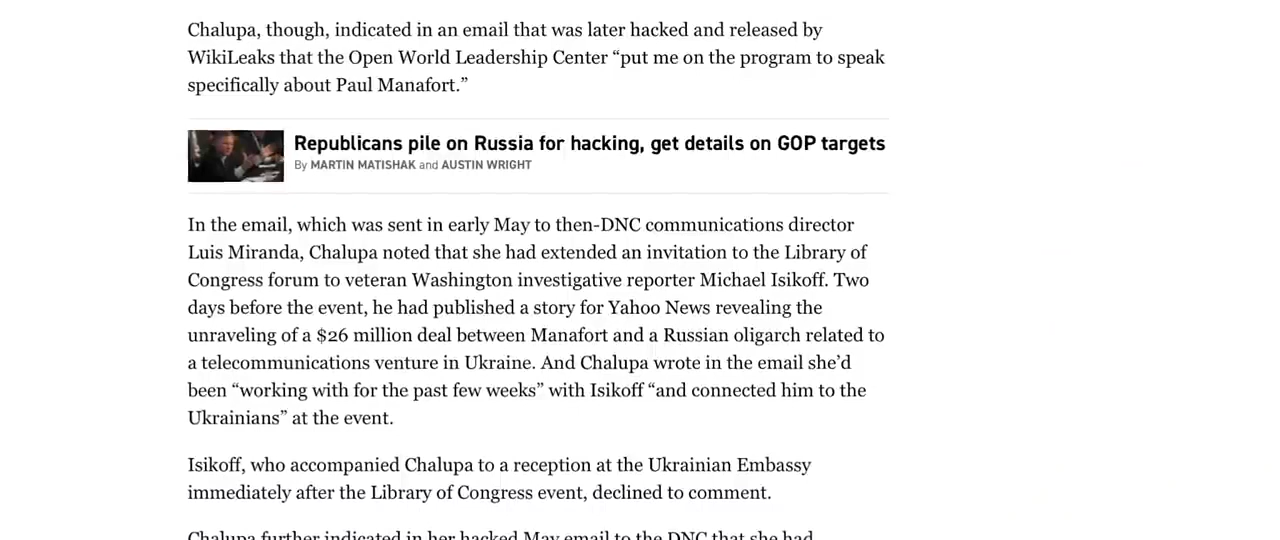 Chalupa, though, indicated in an email that was later hacked and released by
WikiLeaks that the Open World Leadership Center “put me on the program to speak
specifically about Paul Manafort.”
Republicans pile on Russia for hacking, get details on GOP targets
By MARTIN MATISHAK and AUSTIN WRIGHT
In the email, which was sent in early May to then-DNC communications director
Luis Miranda, Chalupa noted that she had extended an invitation to the Library of
Congress forum to veteran Washington investigative reporter Michael Isikoff. Two
days before the event, he had published a story for Yahoo News revealing the
unraveling of a $26 million deal between Manafort and a Russian oligarch related to
a telecommunications venture in Ukraine. And Chalupa wrote in the email she’d
been “working with for the past few weeks” with Isikoff “and connected him to the
Ukrainians” at the event.
Isikoff, who accompanied Chalupa to a reception at the Ukrainian Embassy
immediately after the Library of Congress event, declined to comment.
Chalupa further indicated in her hacked May email to the DNC that she had